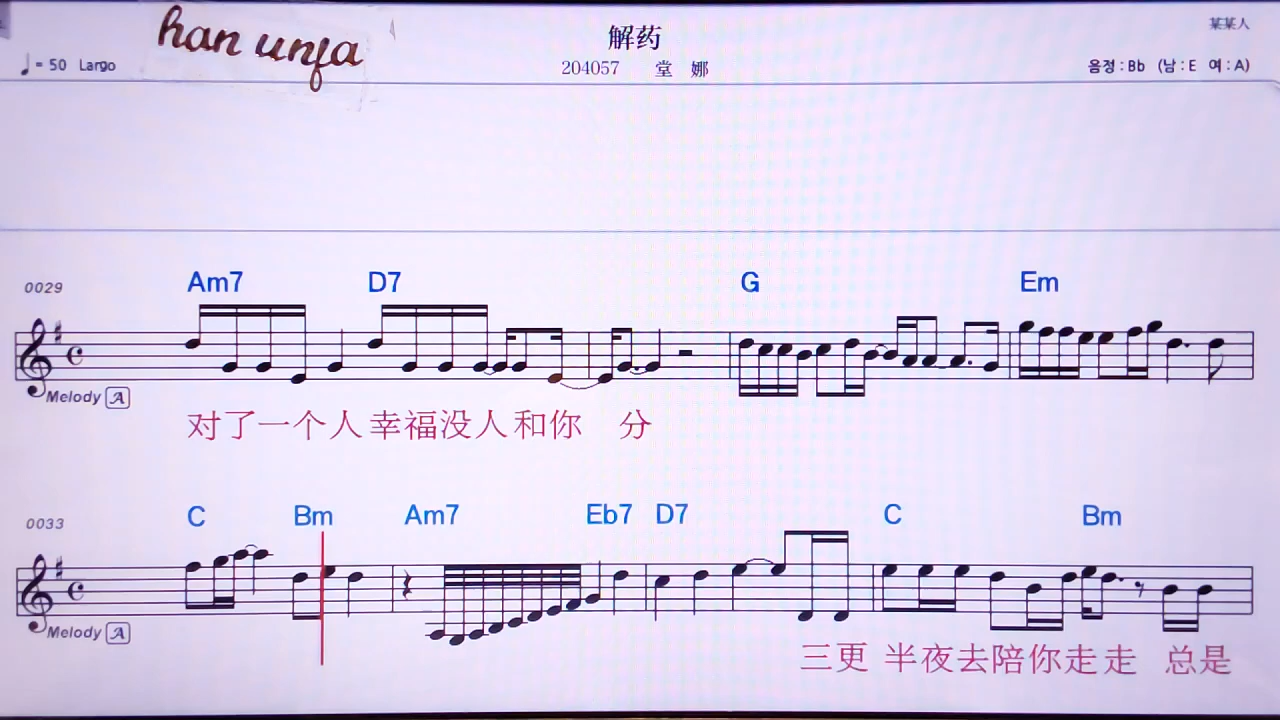 han unfa
解药
某某人
♩= 50 Largo
204057 堂 娜
음정 : Bb (남 : E 여 : A)
0029
Am7 D7 G Em
Melody A
对了一个人幸福没人和你 分
0033
C Bm Am7 Eb7 D7 C Bm
Melody A
三更 半夜去陪你走走 总是